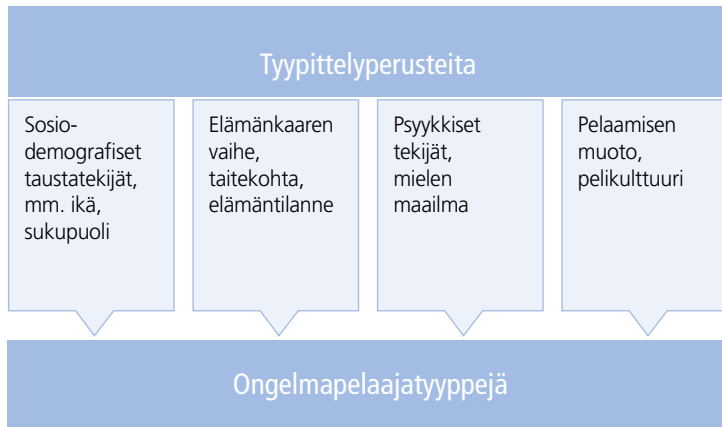 Tyypittelyperusteita
Sosio-
demografiset
taustatekijät,
mm. ikä,
sukupuoli
Elämänkaaren
vaihe,
taitekohta,
elämäntilanne
Psyykkiset
tekijät,
mielen
maailma
Pelaamisen
muoto,
pelikulttuuri
Ongelmapelaajatyyppejä